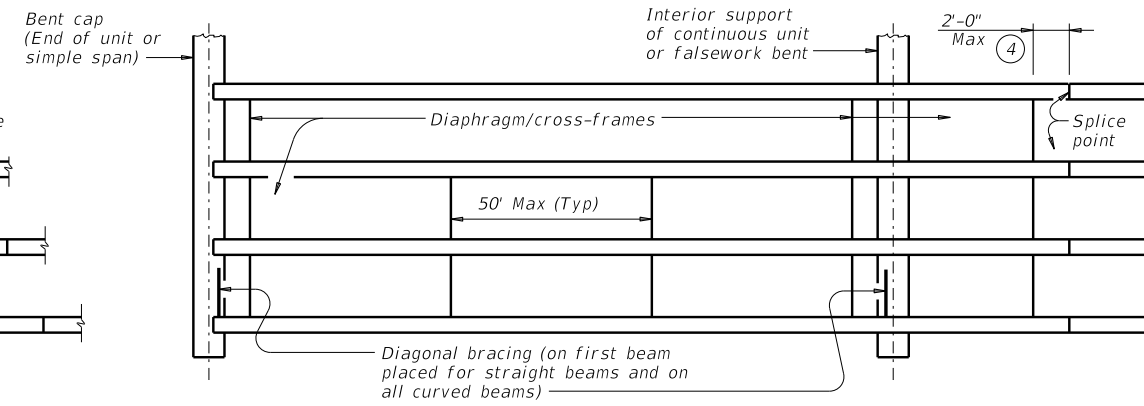 Bent cap
(End of unit or
simple span)
Interior support
of continuous unit
or falsework bent
2'-0"
Max
4
e
Diaphragm/cross-frames
Splice
point
50' Max (Typ)
Diagonal bracing (on first beam
placed for straight beams and on
all curved beams)